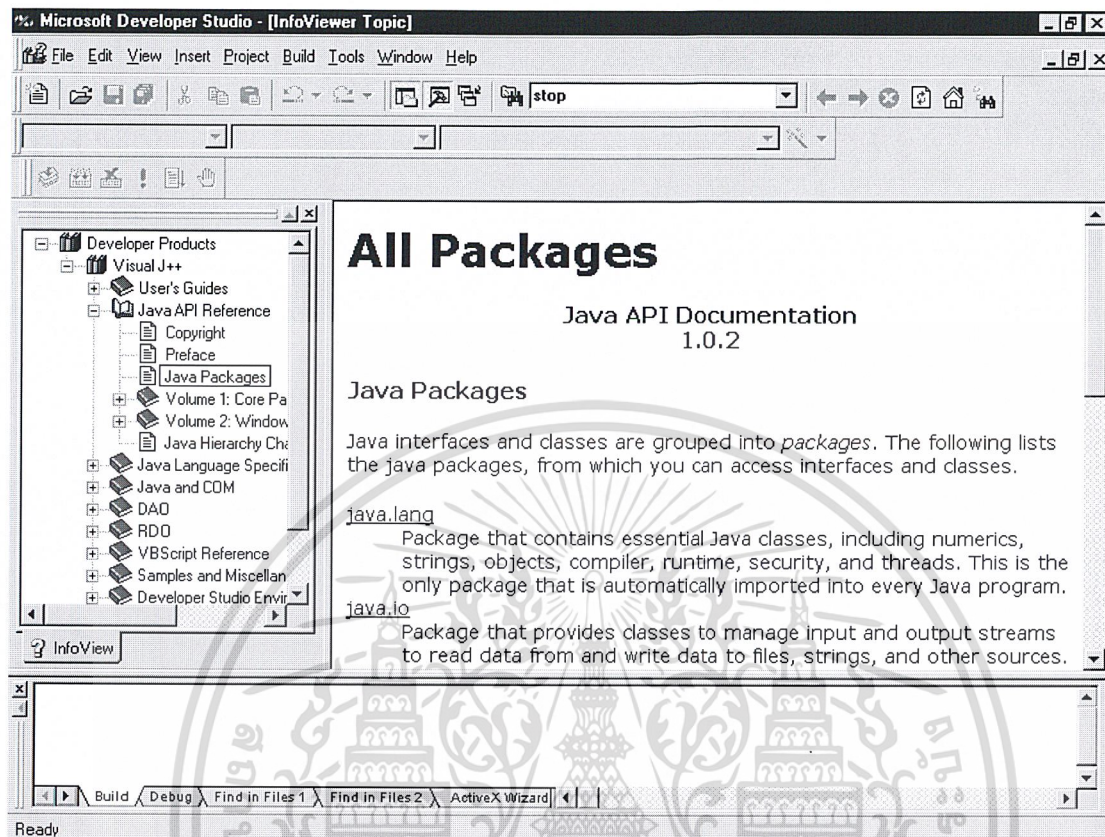 Microsoft Developer Studio - [InfoViewer Topic]
File Edit View Insert Project Build Tools Window Help
stop
Developer Products
Visual J++
User's Guides
Java API Reference
Copyright
Preface
Java Packages
Volume 1: Core Pa
Volume 2: Window
Java Hierarchy Cha
Java Language Specifi
Java and COM
DAO
RDO
VBScript Reference
Samples and Miscellan
Developer Studio Envir
InfoView
All Packages
Java API Documentation
1.0.2
Java Packages
Java interfaces and classes are grouped into packages. The following lists
the java packages, from which you can access interfaces and classes.
java.lang
Package that contains essential Java classes, including numerics,
strings, objects, compiler, runtime, security, and threads. This is the
only package that is automatically imported into every Java program.
java.io
Package that provides classes to manage input and output streams
to read data from and write data to files, strings, and other sources.
Build Debug Find in Files 1 Find in Files 2 ActiveX Wizard
Ready